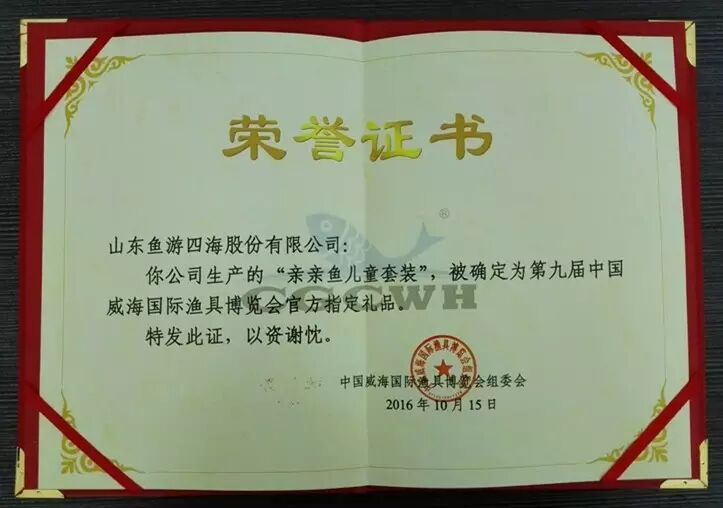 荣誉证书
®
山东鱼游四海股份有限公司:
你公司生产的“亲亲鱼儿童套装”,被确定为第九届中国
威海国际渔具博览会官方指定礼品。
CCGWH
特发此证,以资谢忱。
中国威海国际渔具博览会组委会
2016年10月15日